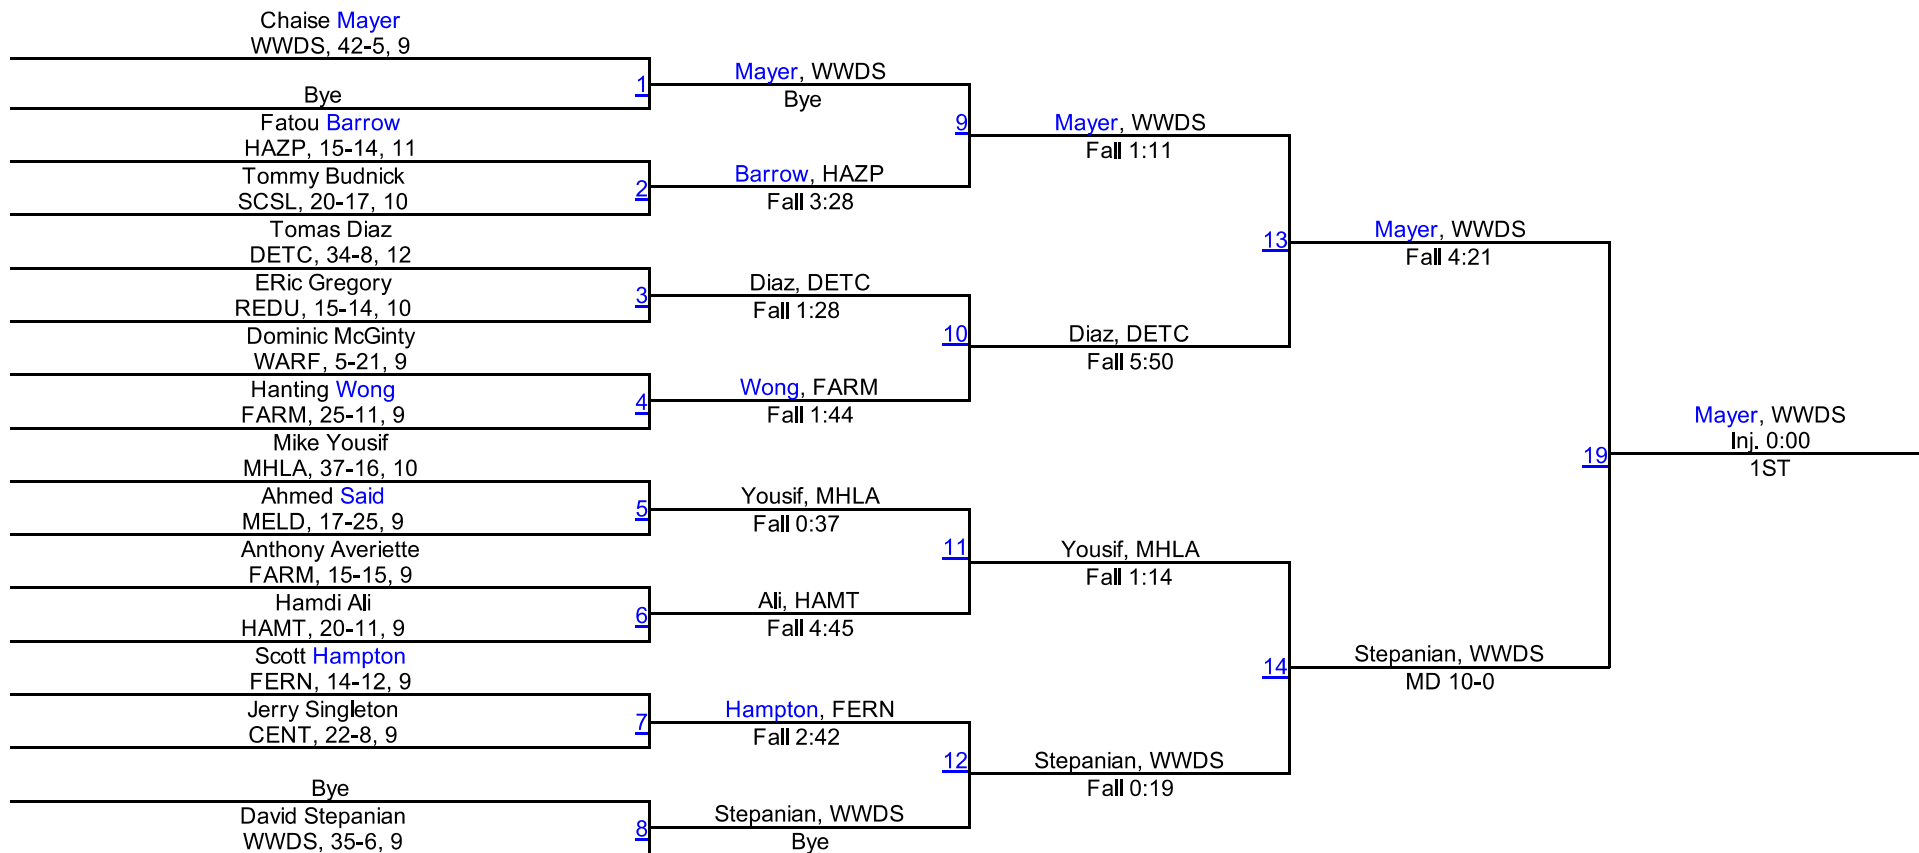 Chaise Mayer
WWDS, 42-5, 9
Bye
1
Fatou Barrow
HAZP, 15-14, 11
Tommy Budnick
SCSL, 20-17, 10
2
Tomas Diaz
DETC, 34-8, 12
ERic Gregory
REDU, 15-14, 10
3
Dominic McGinty
WARF, 5-21, 9
Hanting Wong
FARM, 25-11, 9
4
Mike Yousif
MHLA, 37-16, 10
Ahmed Said
MELD, 17-25, 9
5
Anthony Averiette
FARM, 15-15, 9
Hamdi Ali
HAMT, 20-11, 9
6
Scott Hampton
FERN, 14-12, 9
Jerry Singleton
CENT, 22-8, 9
7
Bye
David Stepanian
WWDS, 35-6, 9
8
Mayer, WWDS
Bye
9
Barrow, HAZP
Fall 3:28
Diaz, DETC
Fall 1:28
10
Wong, FARM
Fall 1:44
Yousif, MHLA
Fall 0:37
11
Ali, HAMT
Fall 4:45
Hampton, FERN
Fall 2:42
12
Stepanian, WWDS
Bye
Mayer, WWDS
Fall 1:11
13
Diaz, DETC
Fall 5:50
Yousif, MHLA
Fall 1:14
14
Stepanian, WWDS
Fall 0:19
Mayer, WWDS
Fall 4:21
19
Stepanian, WWDS
MD 10-0
Mayer, WWDS
Inj. 0:00
1ST